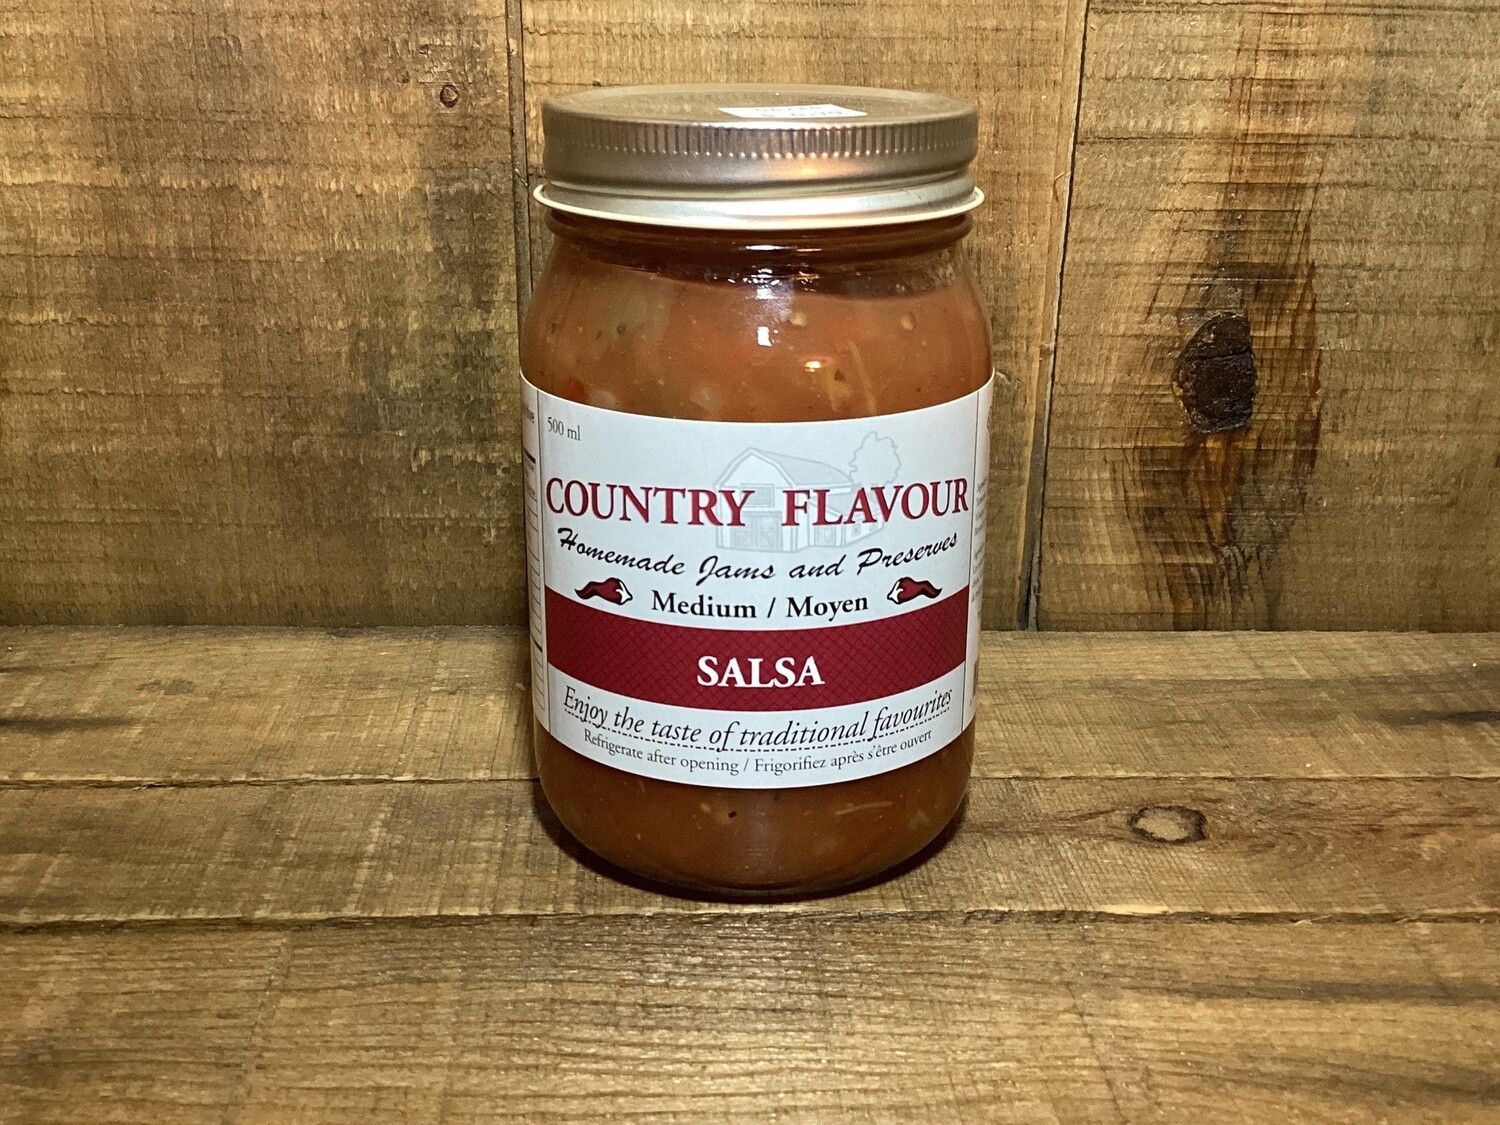 500 ml
COUNTRY FLAVOUR
Homemade Jams and Preserves
Medium / Moyen
SALSA
Enjoy the taste of traditional favourites
Refrigerate after opening / Frigorifiez après s'être ouvert